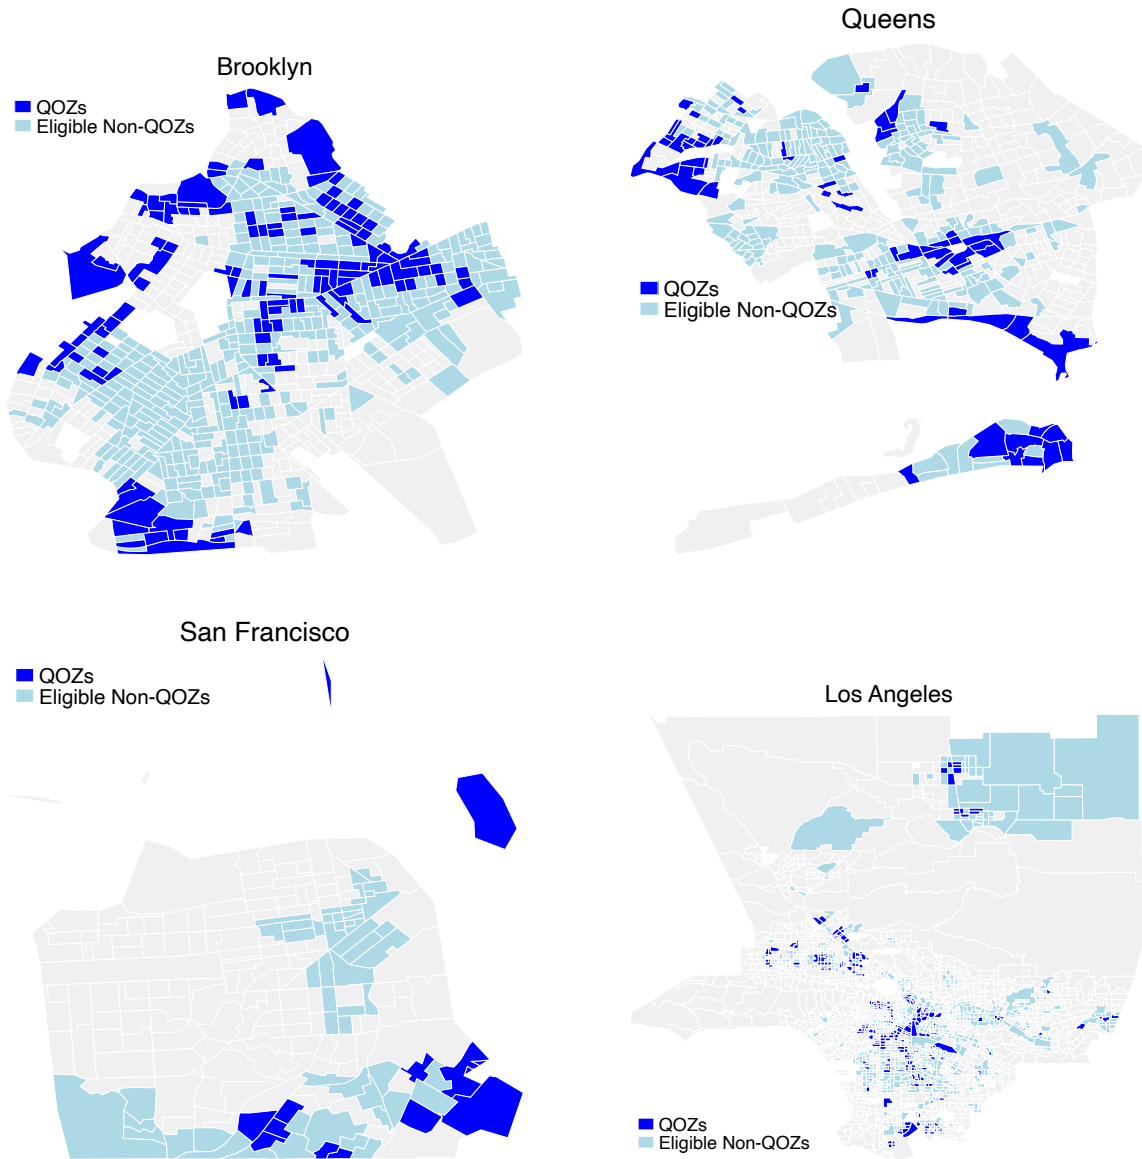 Brooklyn
QOZs
Eligible Non-QOZs
Queens
QOZs
Eligible Non-QOZs
San Francisco
QOZs
Eligible Non-QOZs
Los Angeles
QOZs
Eligible Non-QOZs